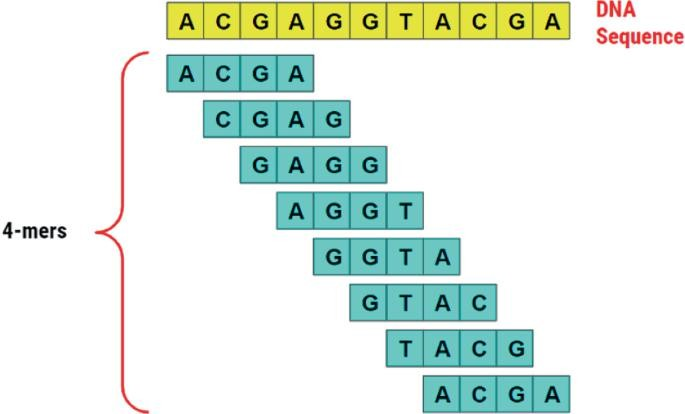 A C G A G G T A C G A
DNA
Sequence
A C G A
C G A G
G A G G
A G G T
G G T A
4-mers
G T A C
T A C G
A C G A